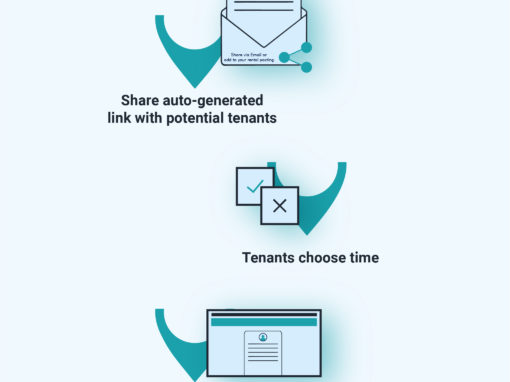 Share via Email or
add to your rental posting.
Share auto-generated
link with potential tenants
Tenants choose time